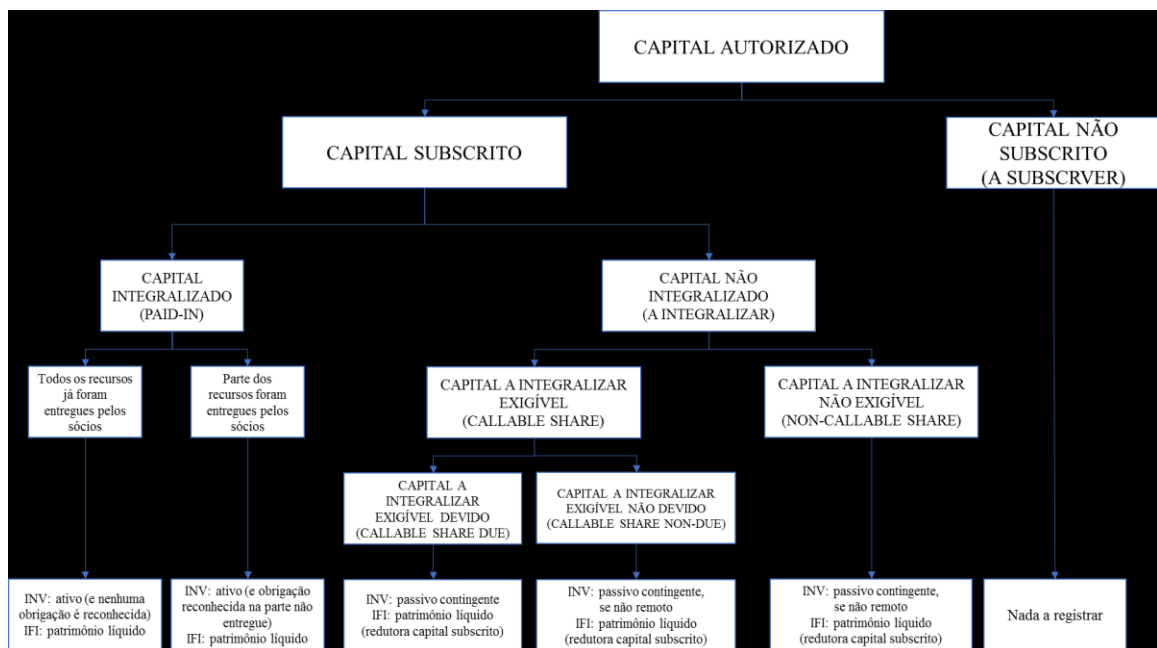 CAPITAL AUTORIZADO
CAPITAL SUBSCRITO
CAPITAL NÃO
SUBSCRITO
(A SUBSCRVER)
CAPITAL
INTEGRALIZADO
(PAID-IN)
CAPITAL NÃO
INTEGRALIZADO
(A INTEGRALIZAR)
Todos os recursos
já foram
entregues pelos
sócios
Parte dos
recursos foram
entregues pelos
sócios
CAPITAL A INTEGRALIZAR
EXIGÍVEL
(CALLABLE SHARE)
CAPITAL A INTEGRALIZAR
NÃO EXIGÍVEL
(NON-CALLABLE SHARE)
CAPITAL A
INTEGRALIZAR
EXIGÍVEL DEVIDO
(CALLABLE SHARE DUE)
CAPITAL A INTEGRALIZAR
EXIGÍVEL NÃO DEVIDO
(CALLABLE SHARE NON-DUE)
INV: ativo (e nenhuma
obrigação é reconhecida)
IFI: patrimônio líquido
INV: ativo (e obrigação
reconhecida na parte não
entregue)
IFI: patrimônio líquido
INV: passivo contingente
IFI: patrimônio líquido
(redutora capital subscrito)
INV: passivo contingente,
se não remoto
IFI: patrimônio líquido
(redutora capital subscrito)
INV: passivo contingente,
se não remoto
IFI: patrimônio líquido
(redutora capital subscrito)
Nada a registrar